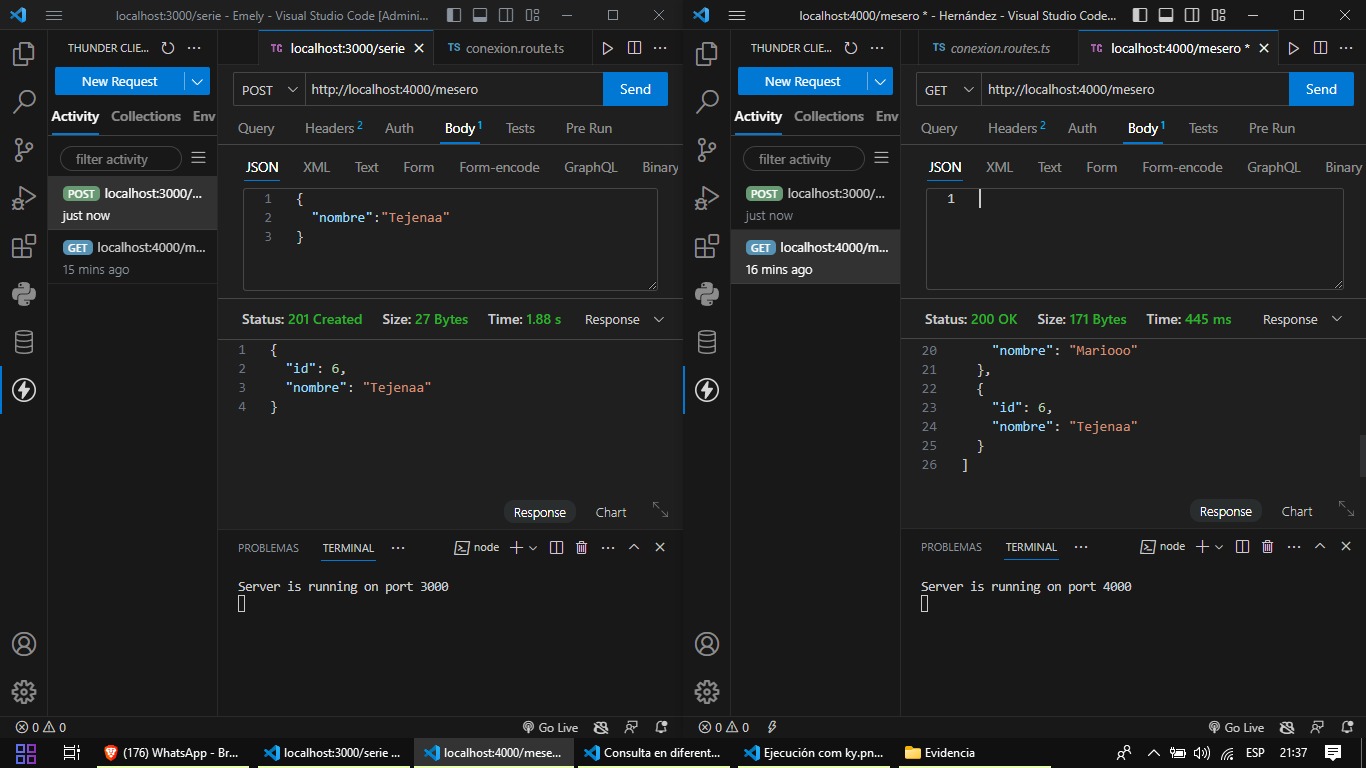 localhost:3000/serie - Emely - Visual Studio Code [Admini...
THUNDER CLIE...
New Request
Activity Collections Env
filter activity
POST localhost:3000/...
just now
GET localhost:4000/m...
15 mins ago
TC localhost:3000/serie
TS conexion.route.ts
POST http://localhost:4000/mesero Send
Query Headers 2 Auth Body 1 Tests Pre Run
JSON XML Text Form Form-encode GraphQL Binary
1 {
2 "nombre":"Tejenaa"
3 }
Status: 201 Created Size: 27 Bytes Time: 1.88 s Response
1 {
2 "id": 6,
3 "nombre": "Tejenaa"
4 }
Response Chart
PROBLEMAS TERMINAL ... node
Server is running on port 3000
0 0 Go Live
localhost:4000/mesero * - Hernández - Visual Studio Code...
THUNDER CLIE...
New Request
Activity Collections Env
filter activity
POST localhost:3000/...
just now
GET localhost:4000/m...
16 mins ago
TS conexion.routes.ts
TC localhost:4000/mesero *
GET http://localhost:4000/mesero Send
Query Headers 2 Auth Body 1 Tests Pre Run
JSON XML Text Form Form-encode GraphQL Binary
1
Status: 200 OK Size: 171 Bytes Time: 445 ms Response
20 "nombre": "Mariooo"
21 },
22 {
23 "id": 6,
24 "nombre": "Tejenaa"
25 }
26 ]
Response Chart
PROBLEMAS TERMINAL ... node
Server is running on port 4000
0 0 Go Live
(176) WhatsApp - Br... localhost:3000/serie ... localhost:4000/mese... Consulta en diferent... Ejecución com ky.pn... Evidencia ESP 21:37